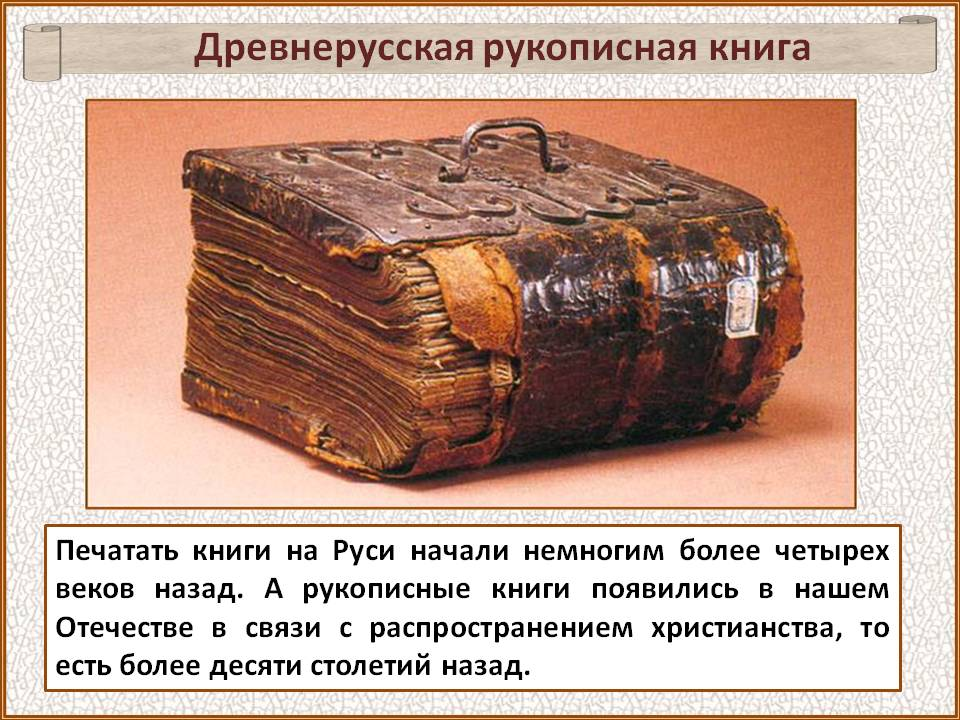 Древнерусская рукописная книга
Печатать книги на Руси начали немногим более четырех
веков назад. А рукописные книги появились в нашем
Отечестве в связи с распространением христианства, то
есть более десяти столетий назад.